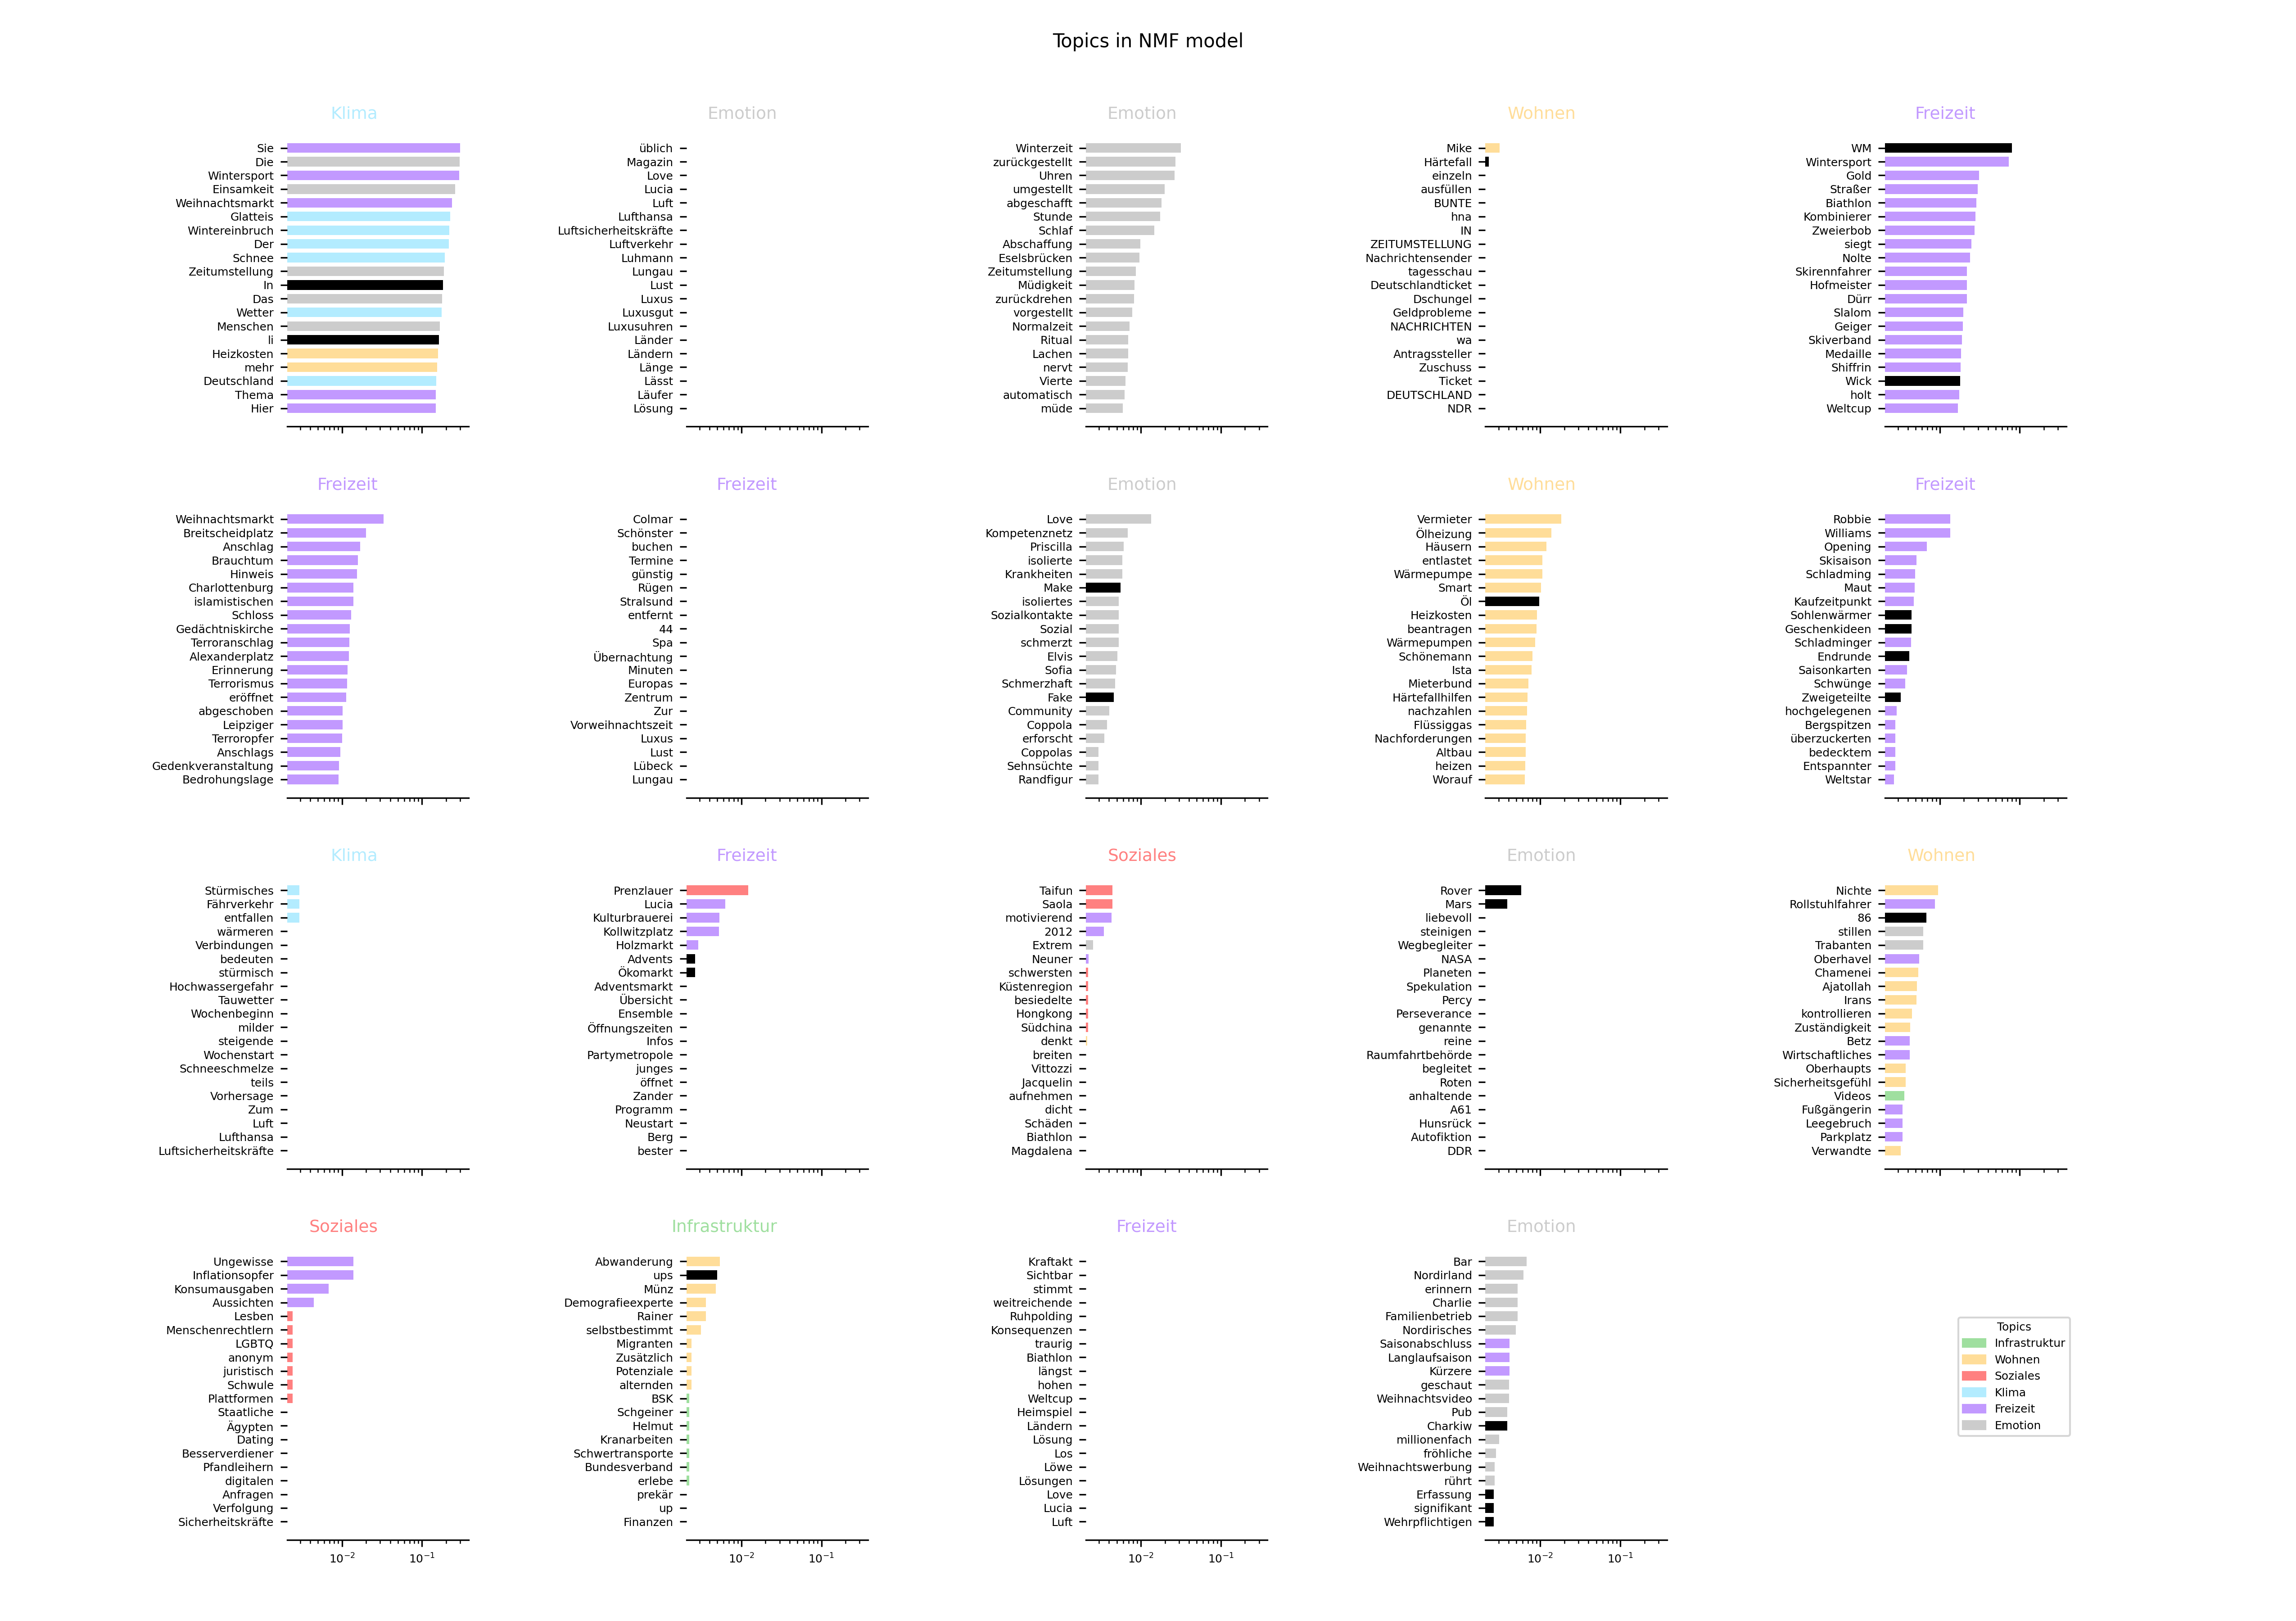 Topics in NMF model
Klima
Sie
Die
Wintersport
Einsamkeit
Weihnachtsmarkt
Glatteis
Wintereinbruch
Der
Schnee
Zeitumstellung
In
Das
Wetter
Menschen
li
Heizkosten
mehr
Deutschland
Thema
Hier
Emotion
üblich
Magazin
Love
Lucia
Luft
Lufthansa
Luftsicherheitskräfte
Luftverkehr
Luhmann
Lungau
Lust
Luxus
Luxusgut
Luxusuhren
Länder
Ländern
Länge
Lässt
Läufer
Lösung
Emotion
Winterzeit
zurückgestellt
Uhren
umgestellt
abgeschafft
Stunde
Schlaf
Abschaffung
Eselsbrücken
Zeitumstellung
Müdigkeit
zurückdrehen
vorgestellt
Normalzeit
Ritual
Lachen
nervt
Vierte
automatisch
müde
Wohnen
Mike
Härtefall
einzeln
ausfüllen
BUNTE
hna
IN
ZEITUMSTELLUNG
Nachrichtensender
tagesschau
Deutschlandticket
Dschungel
Geldprobleme
NACHRICHTEN
wa
Antragssteller
Zuschuss
Ticket
DEUTSCHLAND
NDR
Freizeit
WM
Wintersport
Gold
Straßer
Biathlon
Kombinierer
Zweierbob
siegt
Nolte
Skirennfahrer
Hofmeister
Dürr
Slalom
Geiger
Skiverband
Medaille
Shiffrin
Wick
holt
Weltcup
Freizeit
Weihnachtsmarkt
Breitscheidplatz
Anschlag
Brauchtum
Hinweis
Charlottenburg
islamistischen
Schloss
Gedächtniskirche
Terroranschlag
Alexanderplatz
Erinnerung
Terrorismus
eröffnet
abgeschoben
Leipziger
Terroropfer
Anschlags
Gedenkveranstaltung
Bedrohungslage
Freizeit
Colmar
Schönster
buchen
Termine
günstig
Rügen
Stralsund
entfernt
44
Spa
Übernachtung
Minuten
Europas
Zentrum
Zur
Vorweihnachtszeit
Luxus
Lust
Lübeck
Lungau
Emotion
Love
Kompetenznetz
Priscilla
isolierte
Krankheiten
Make
isoliertes
Sozialkontakte
Sozial
schmerzt
Elvis
Sofia
Schmerzhaft
Fake
Community
Coppola
erforscht
Coppolas
Sehnsüchte
Randfigur
Wohnen
Vermieter
Ölheizung
Häusern
entlastet
Wärmepumpe
Smart
Öl
Heizkosten
beantragen
Wärmepumpen
Schönemann
Ista
Mieterbund
Härtefallhilfen
nachzahlen
Flüssiggas
Nachforderungen
Altbau
heizen
Worauf
Freizeit
Robbie
Williams
Opening
Skisaison
Schladming
Maut
Kaufzeitpunkt
Sohlenwärmer
Geschenkideen
Schladminger
Endrunde
Saisonkarten
Schwünge
Zweigeteilte
hochgelegenen
Bergspitzen
überzuckerten
bedecktem
Entspannter
Weltstar
Klima
Stürmisches
Fährverkehr
entfallen
wärmeren
Verbindungen
bedeuten
stürmisch
Hochwassergefahr
Tauwetter
Wochenbeginn
milder
steigende
Wochenstart
Schneeschmelze
teils
Vorhersage
Zum
Luft
Lufthansa
Luftsicherheitskräfte
Freizeit
Prenzlauer
Lucia
Kulturbrauerei
Kollwitzplatz
Holzmarkt
Advents
Ökomarkt
Adventsmarkt
Übersicht
Ensemble
Öffnungszeiten
Infos
Partymetropole
junges
öffnet
Zander
Programm
Neustart
Berg
bester
Soziales
Taifun
Saola
motivierend
2012
Extrem
Neuner
schwersten
Küstenregion
besiedelte
Hongkong
Südchina
denkt
breiten
Vittozzi
Jacquelin
aufnehmen
dicht
Schäden
Biathlon
Magdalena
Emotion
Rover
Mars
liebevoll
steinigen
Wegbegleiter
NASA
Planeten
Spekulation
Percy
Perseverance
genannte
reine
Raumfahrtbehörde
begleitet
Roten
anhaltende
A61
Hunsrück
Autofiktion
DDR
Wohnen
Nichte
Rollstuhlfahrer
86
stillen
Trabanten
Oberhavel
Chamenei
Ajatollah
Irans
kontrollieren
Zuständigkeit
Betz
Wirtschaftliches
Oberhaupts
Sicherheitsgefühl
Videos
Fußgängerin
Leegebruch
Parkplatz
Verwandte
Soziales
Ungewisse
Inflationsopfer
Konsumausgaben
Aussichten
Lesben
Menschenrechtlern
LGBTQ
anonym
juristisch
Schwule
Plattformen
Staatliche
Ägypten
Dating
Besserverdiener
Pfandleihern
digitalen
Anfragen
Verfolgung
Sicherheitskräfte
10⁻² 10⁻¹
Infrastruktur
Abwanderung
ups
Münz
Demografieexperte
Rainer
selbstbestimmt
Migranten
Zusätzlich
Potenziale
alternden
BSK
Schgeiner
Helmut
Kranarbeiten
Schwertransporte
Bundesverband
erlebe
prekär
up
Finanzen
10⁻² 10⁻¹
Freizeit
Kraftakt
Sichtbar
stimmt
weitreichende
Ruhpolding
Konsequenzen
traurig
Biathlon
längst
hohen
Weltcup
Heimspiel
Ländern
Lösung
Los
Löwe
Lösungen
Love
Lucia
Luft
10⁻² 10⁻¹
Emotion
Bar
Nordirland
erinnern
Charlie
Familienbetrieb
Nordirisches
Saisonabschluss
Langlaufsaison
Kürzere
geschaut
Weihnachtsvideo
Pub
Charkiw
millionenfach
fröhliche
Weihnachtswerbung
rührt
Erfassung
signifikant
Wehrpflichtigen
10⁻² 10⁻¹
Topics
Infrastruktur
Wohnen
Soziales
Klima
Freizeit
Emotion